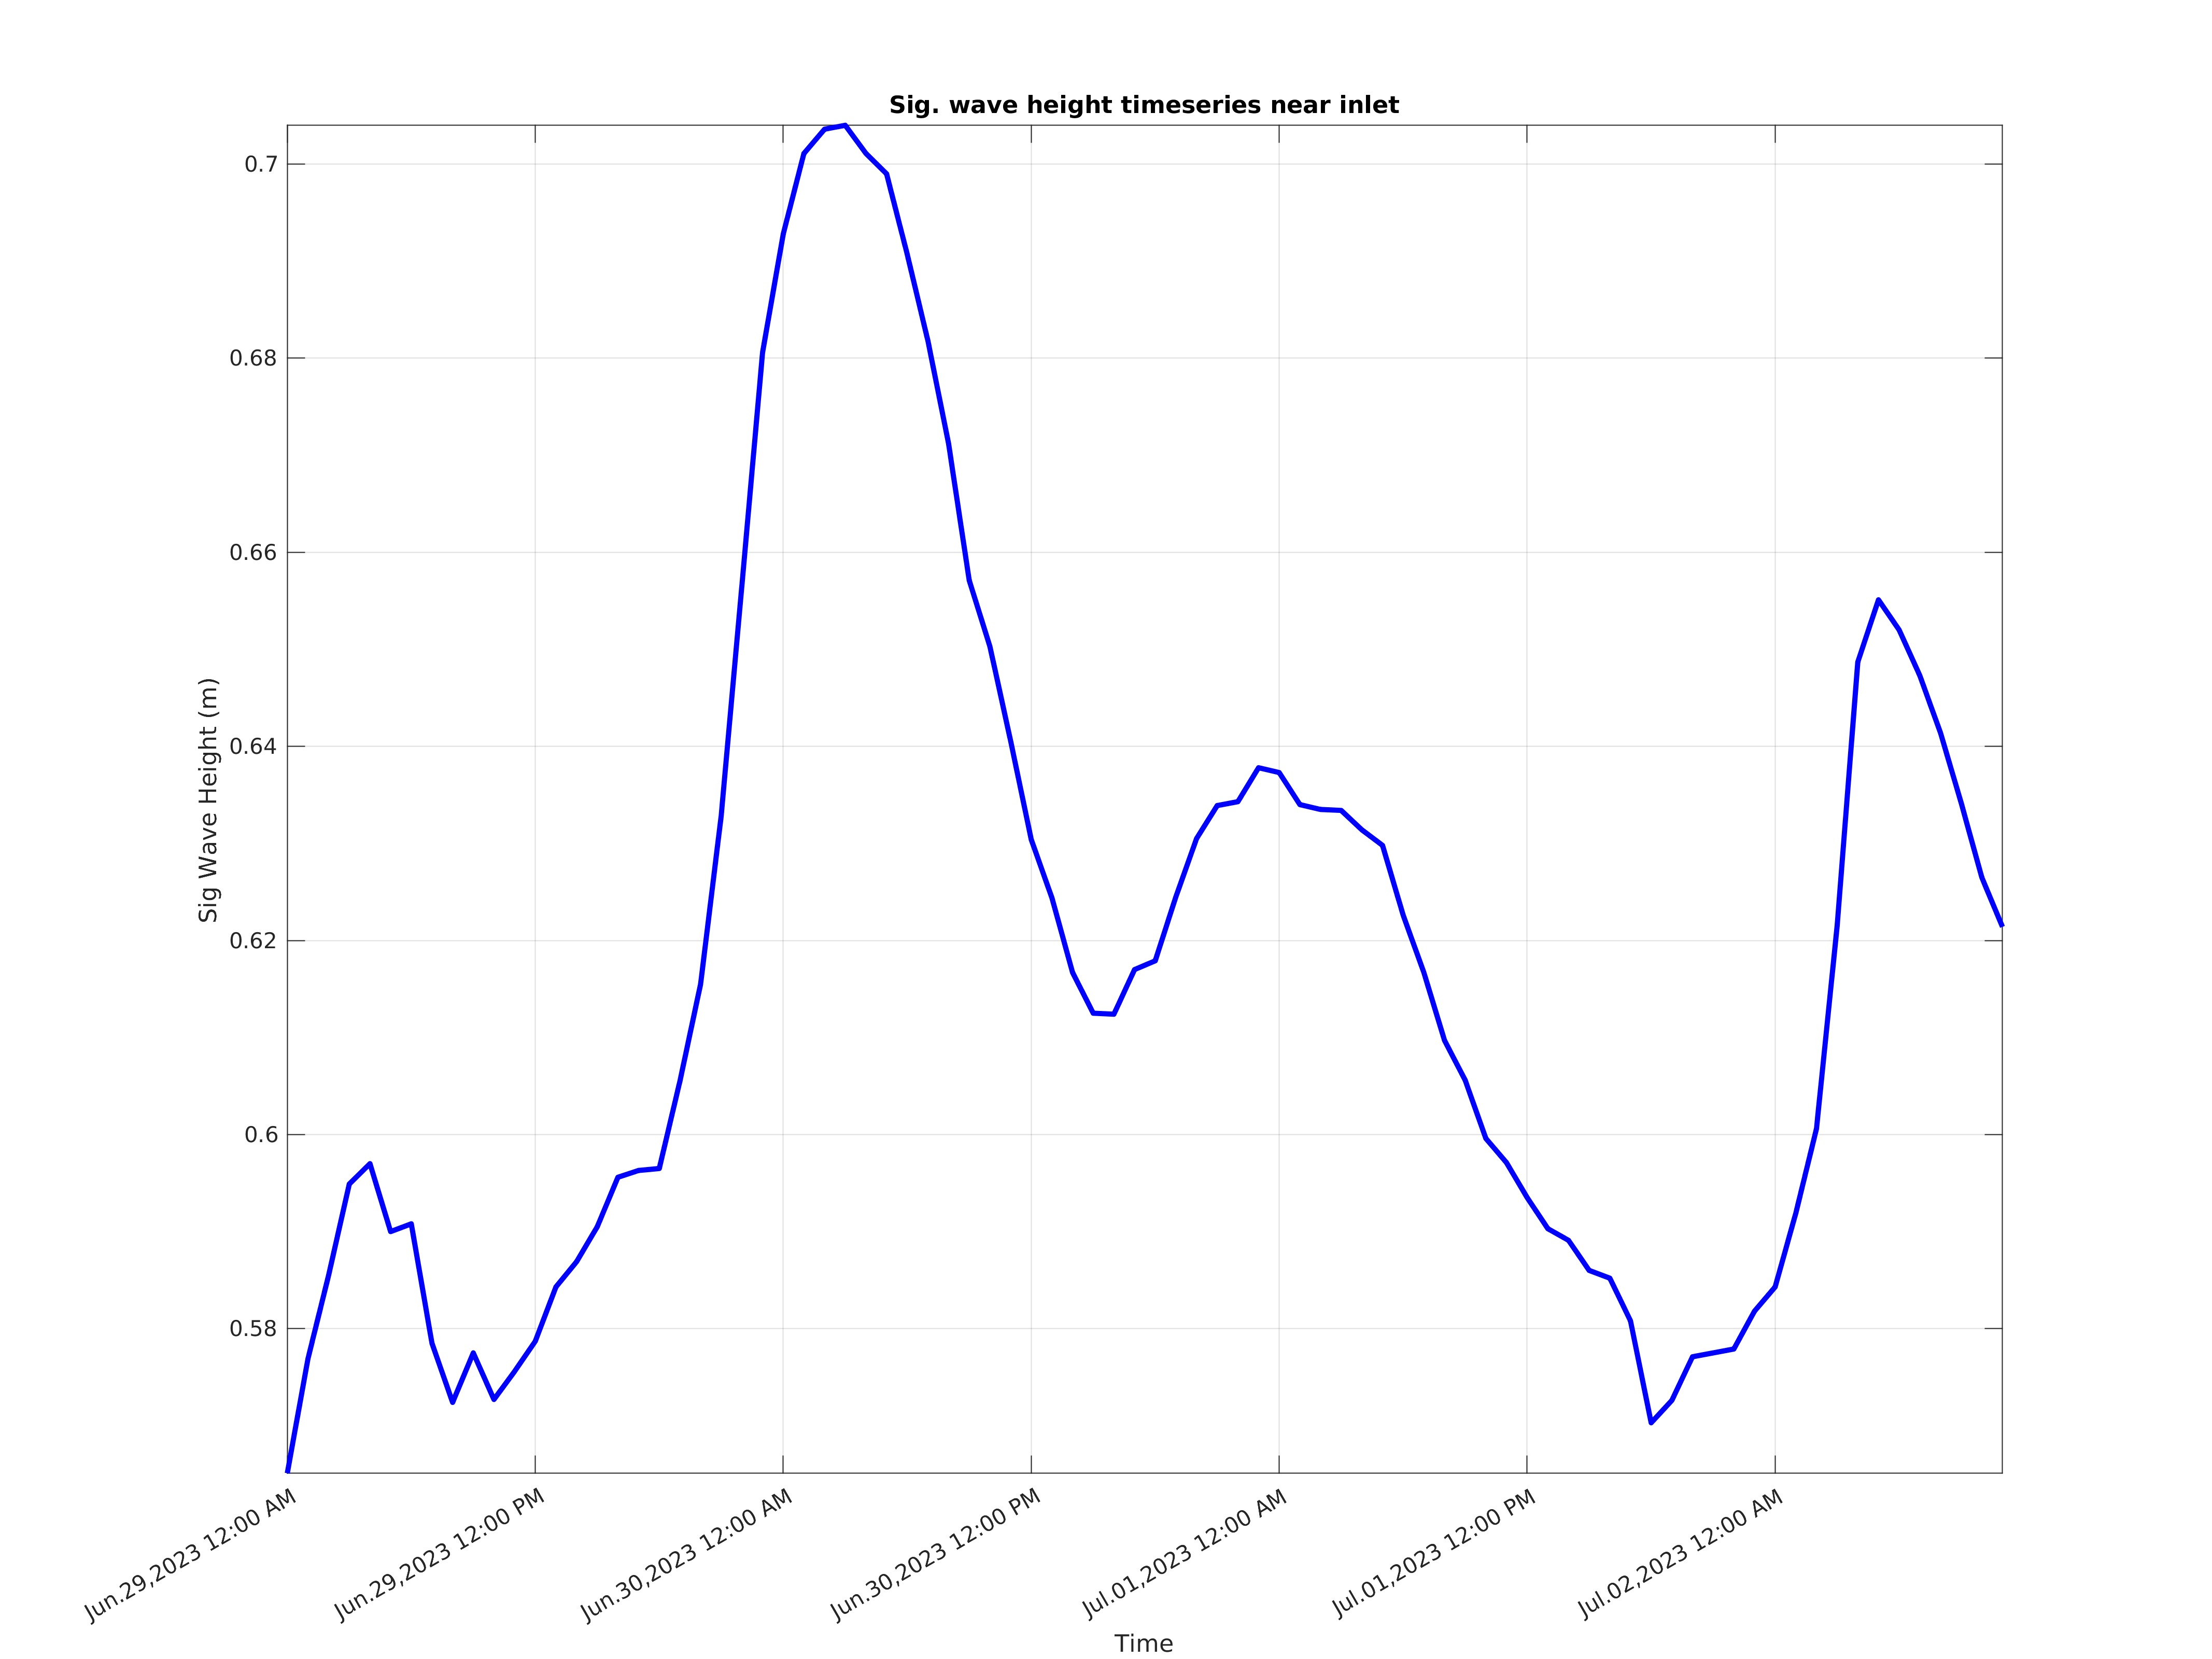 Sig. wave height timeseries near inlet
0.7
0.68
0.66
0.64
0.62
0.6
0.58
Sig Wave Height (m)
Jun.29,2023 12:00 AM
Jun.29,2023 12:00 PM
Jun.30,2023 12:00 AM
Jun.30,2023 12:00 PM
Jul.01,2023 12:00 AM
Jul.01,2023 12:00 PM
Jul.02,2023 12:00 AM
Time